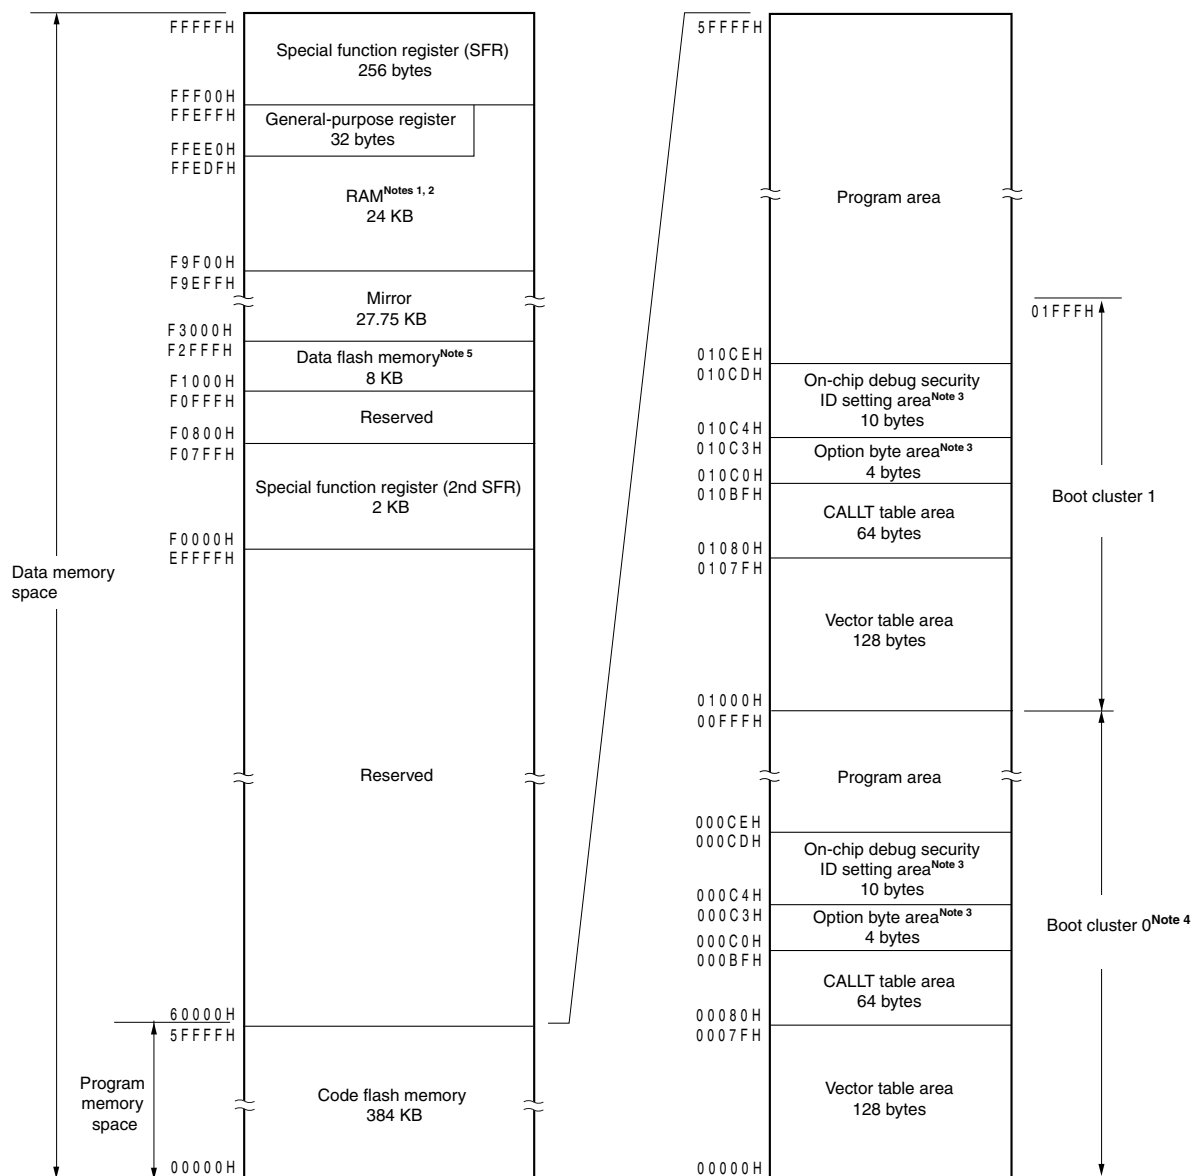 FFFFFH
Special function register (SFR)
256 bytes
FFF00H
FFEFFH
General-purpose register
32 bytes
FFEE0H
FFEDFH
RAMNotes 1, 2
24 KB
F9F00H
F9EFFH
Mirror
27.75 KB
F3000H
F2FFFH
Data flash memoryNote 5
8 KB
F1000H
F0FFFH
Reserved
F0800H
F07FFH
Special function register (2nd SFR)
2 KB
F0000H
EFFFFH
Data memory
space
Reserved
60000H
5FFFFH
Program
memory
space
Code flash memory
384 KB
00000H
5FFFFH
Program area
01FFFH
010CEH
010CDH
On-chip debug security
ID setting areaNote 3
10 bytes
010C4H
010C3H
Option byte areaNote 3
4 bytes
010C0H
010BFH
CALLT table area
64 bytes
Boot cluster 1
01080H
0107FH
Vector table area
128 bytes
01000H
00FFFH
Program area
000CEH
000CDH
On-chip debug security
ID setting areaNote 3
10 bytes
000C4H
000C3H
Option byte areaNote 3
4 bytes
Boot cluster 0Note 4
000C0H
000BFH
CALLT table area
64 bytes
00080H
0007FH
Vector table area
128 bytes
00000H